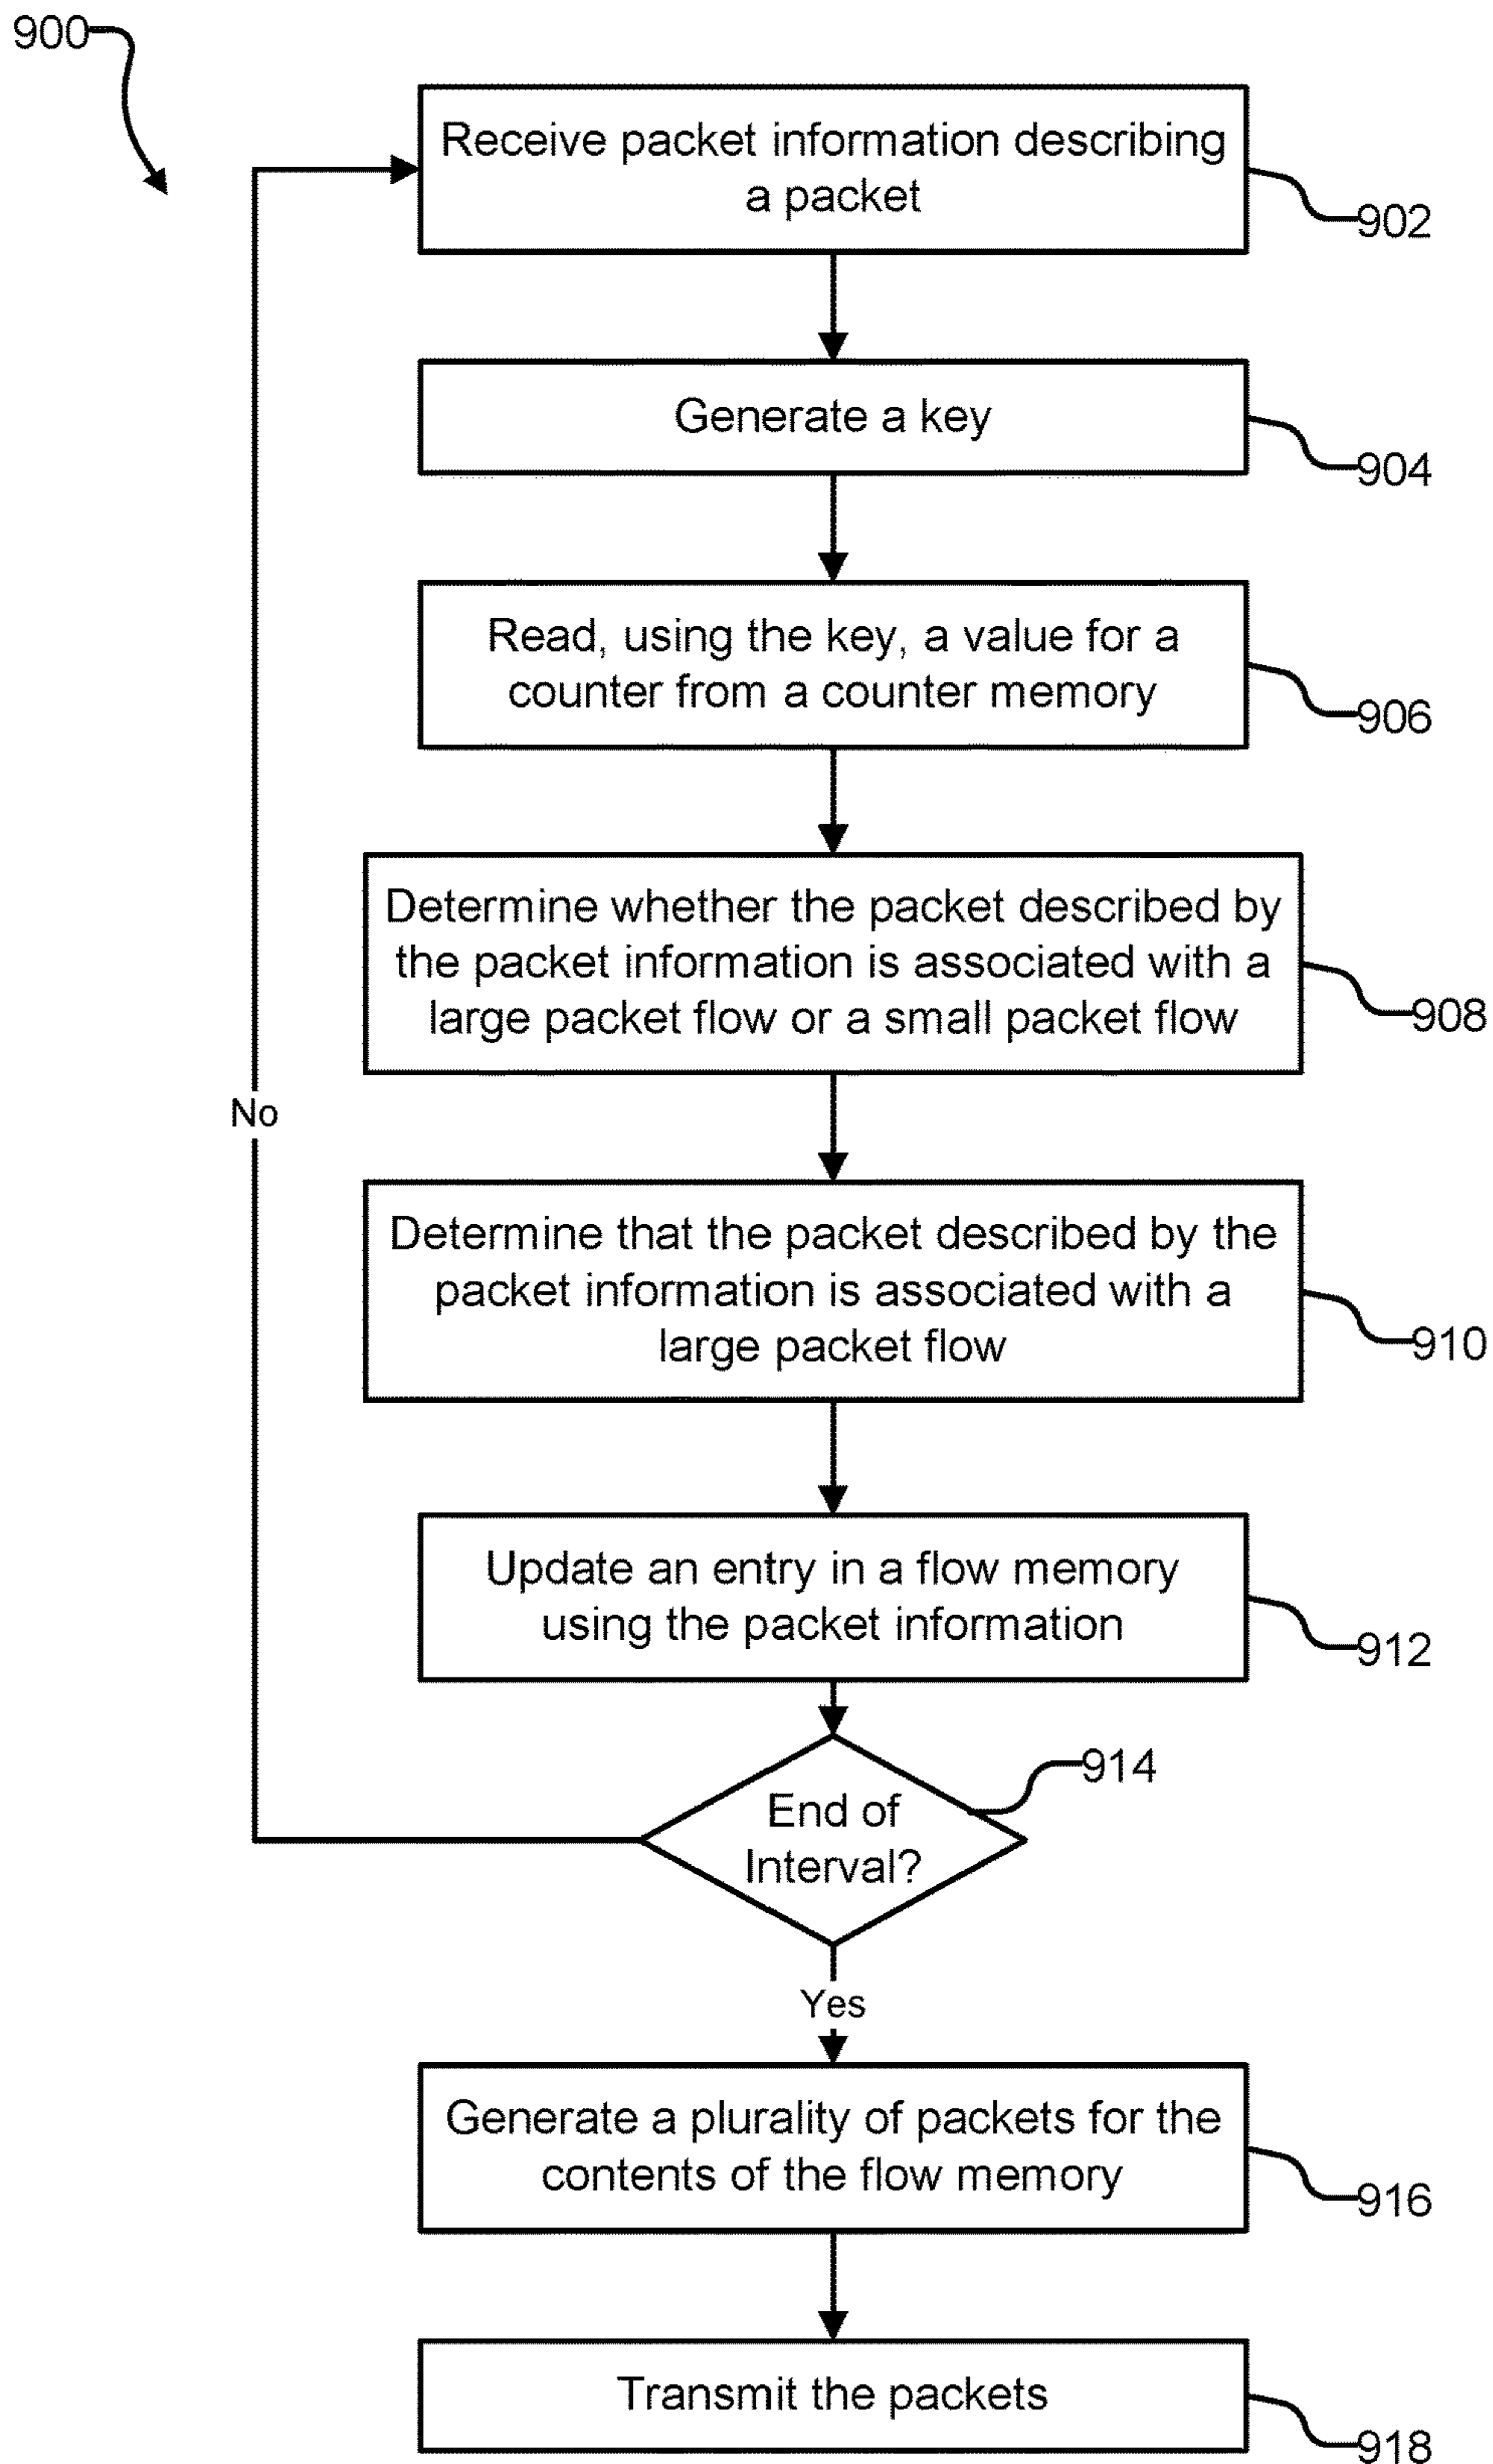 900
Receive packet information describing
a packet
902
Generate a key
904
Read, using the key, a value for a
counter from a counter memory
906
Determine whether the packet described by
the packet information is associated with a
large packet flow or a small packet flow
908
No
Determine that the packet described by the
packet information is associated with a
large packet flow
910
Update an entry in a flow memory
using the packet information
912
914
End of
Interval?
Yes
Generate a plurality of packets for the
contents of the flow memory
916
Transmit the packets
918